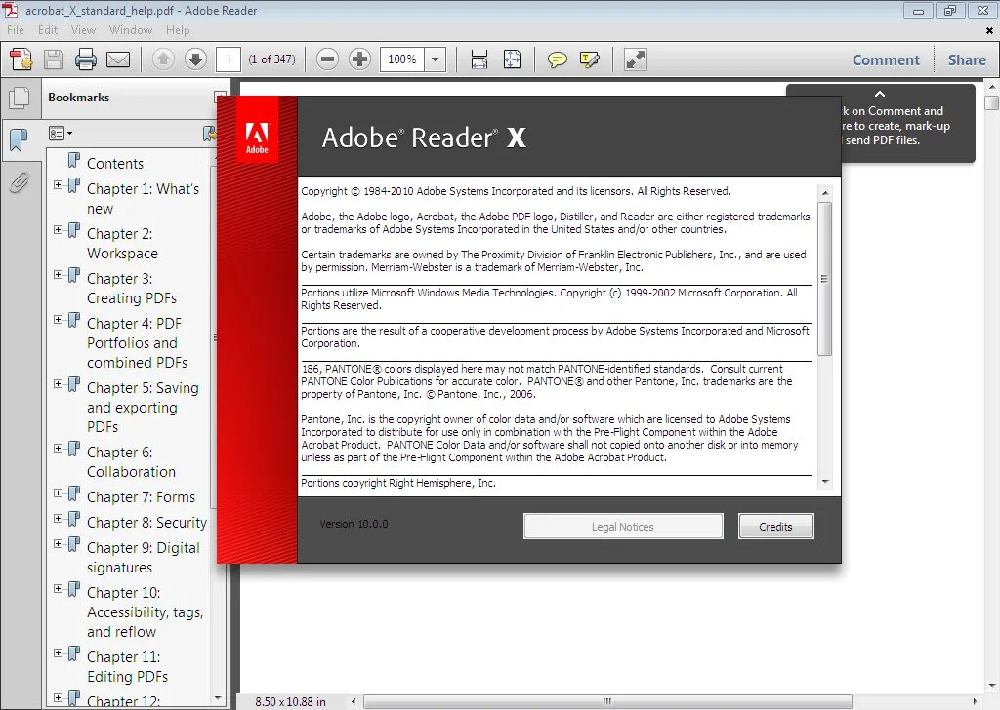 acrobat_X_standard_help.pdf - Adobe Reader
File Edit View Window Help
i (1 of 347) 100% Comment Share
Bookmarks
Contents
Chapter 1: What's
new
Chapter 2:
Workspace
Chapter 3:
Creating PDFs
Chapter 4: PDF
Portfolios and
combined PDFs
Chapter 5: Saving
and exporting
PDFs
Chapter 6:
Collaboration
Chapter 7: Forms
Chapter 8: Security
Chapter 9: Digital
signatures
Chapter 10:
Accessibility, tags,
and reflow
Chapter 11:
Editing PDFs
Chapter 12:
k on Comment and
re to create, mark-up
send PDF files.
Adobe
Adobe® Reader® X
Copyright © 1984-2010 Adobe Systems Incorporated and its licensors. All Rights Reserved.
Adobe, the Adobe logo, Acrobat, the Adobe PDF logo, Distiller, and Reader are either registered trademarks
or trademarks of Adobe Systems Incorporated in the United States and/or other countries.
Certain trademarks are owned by The Proximity Division of Franklin Electronic Publishers, Inc., and are used
by permission. Merriam-Webster is a trademark of Merriam-Webster, Inc.
Portions utilize Microsoft Windows Media Technologies. Copyright (c) 1999-2002 Microsoft Corporation. All
Rights Reserved.
Portions are the result of a cooperative development process by Adobe Systems Incorporated and Microsoft
Corporation.
186, PANTONE® colors displayed here may not match PANTONE-identified standards. Consult current
PANTONE Color Publications for accurate color. PANTONE® and other Pantone, Inc. trademarks are the
property of Pantone, Inc. © Pantone, Inc., 2006.
Pantone, Inc. is the copyright owner of color data and/or software which are licensed to Adobe Systems
Incorporated to distribute for use only in combination with the Pre-Flight Component within the Adobe
Acrobat Product. PANTONE Color Data and/or software shall not copied onto another disk or into memory
unless as part of the Pre-Flight Component within the Adobe Acrobat Product.
Portions copyright Right Hemisphere, Inc.
Version 10.0.0
Legal Notices
Credits
8.50 x 10.88 in